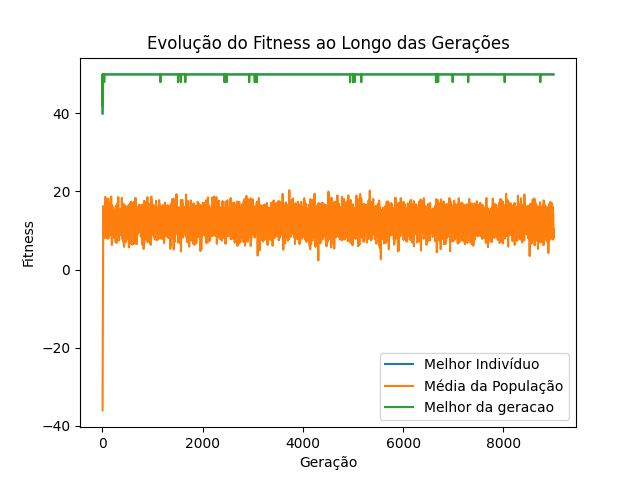 Evolução do Fitness ao Longo das Gerações
Fitness
40
20
0
−20
−40
0
2000
4000
6000
8000
Geração
Melhor Indivíduo
Média da População
Melhor da geracao